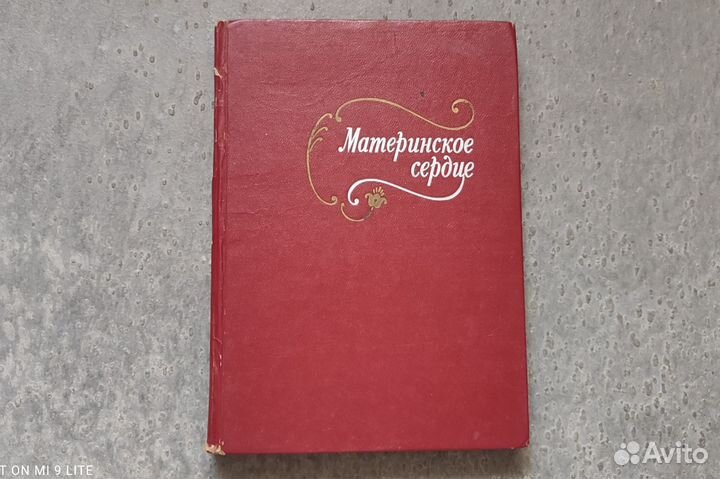 Материнское
сердце
T ON MI 9 LITE
Avito